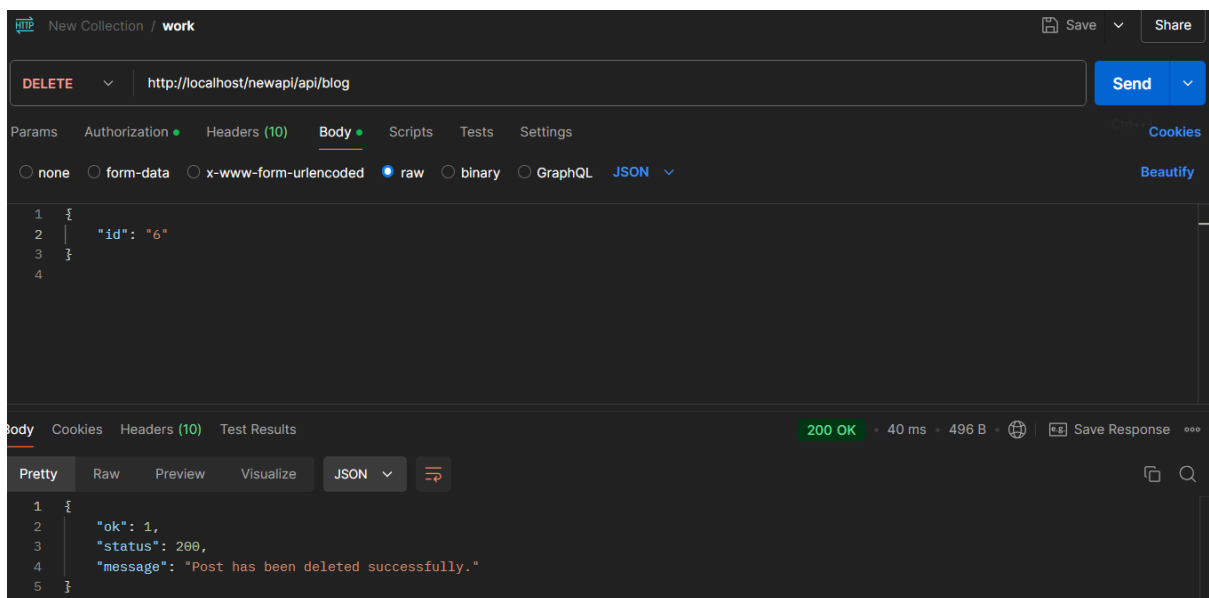 HTTP New Collection / work Save Share
DELETE http://localhost/newapi/api/blog Send
Params Authorization Headers (10) Body Scripts Tests Settings Cookies
none form-data x-www-form-urlencoded raw binary GraphQL JSON Beautify
1 {
2 "id": "6"
3 }
4
Body Cookies Headers (10) Test Results 200 OK • 40 ms • 496 B • e.g. Save Response
Pretty Raw Preview Visualize JSON
1 {
2 "ok": 1,
3 "status": 200,
4 "message": "Post has been deleted successfully."
5 }